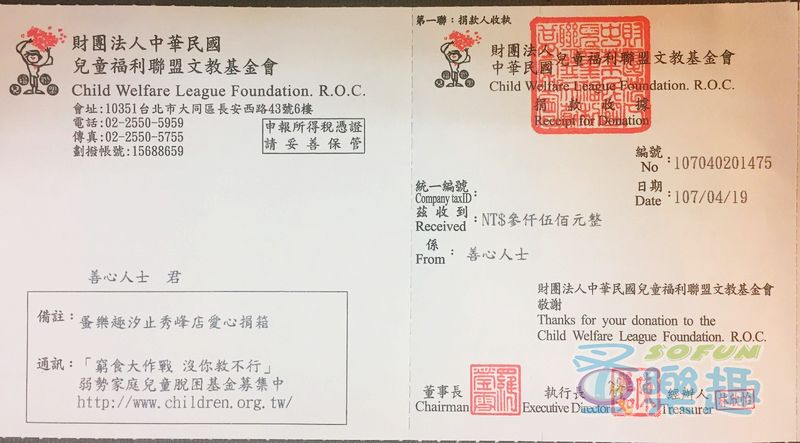 財團法人中華民國
兒童福利聯盟文教基金會
Child Welfare League Foundation. R.O.C.
會址:10351台北市大同區長安西路43號6樓
電話:02-2550-5959
傳真:02-2550-5755
劃撥帳號:15688659
申報所得稅憑證
請妥善保管
善心人士 君
備註: 蛋樂趣汐止秀峰店愛心捐箱
通訊: 「窮食大作戰 沒你救不行」
弱勢家庭兒童脫困基金募集中
http://www.children.org.tw/
第一聯:捐款人收執
財團法人
中華民國
兒童福利聯盟文教基金會
Child Welfare League Foundation. R.O.C.
捐款收據
Receipt for Donation
編號
No :107040201475
日期
Date :107/04/19
統一編號
Company taxID:
茲收到
Received :NT$參仟伍佰元整
係
From : 善心人士
財團法人中華民國兒童福利聯盟文教基金會
敬謝
Thanks for your donation to the
Child Welfare League Foundation. R.O.C.
董事長
Chairman
執行長
Executive Director
經辦人
Treasurer
SOFUN
聯趣